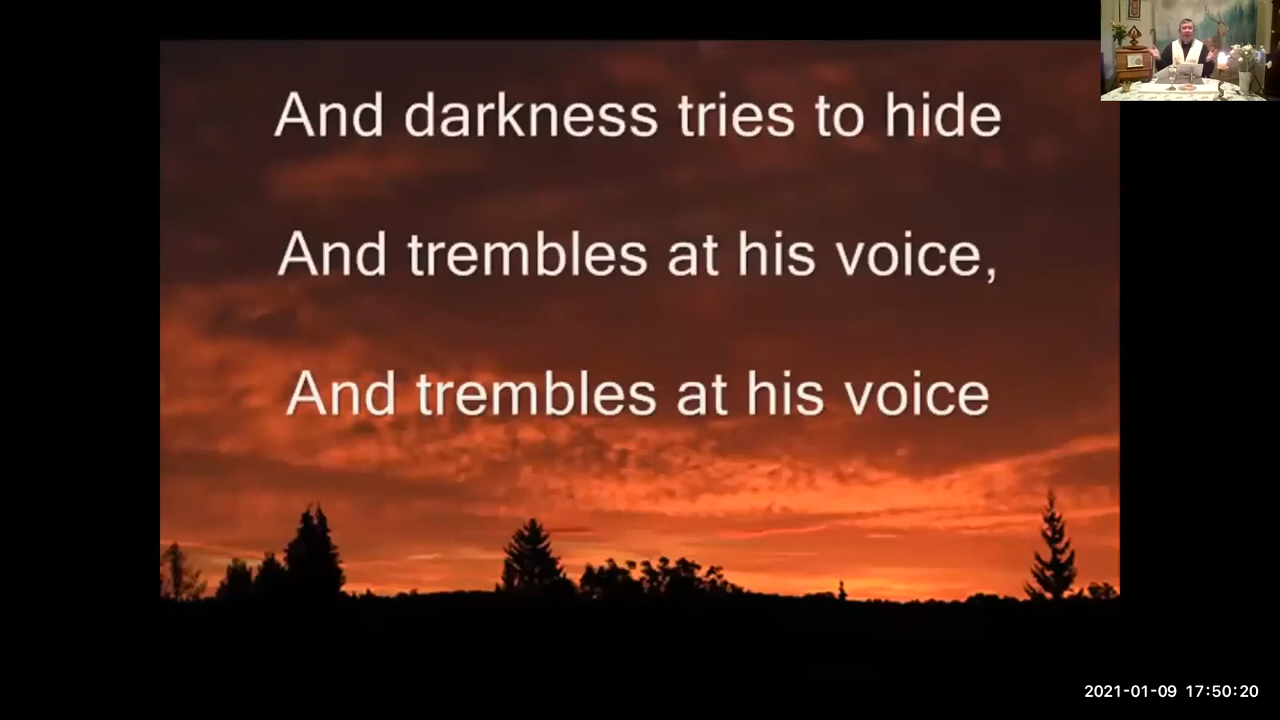 And darkness tries to hide
And trembles at his voice,
And trembles at his voice
2021-01-09 17:50:20